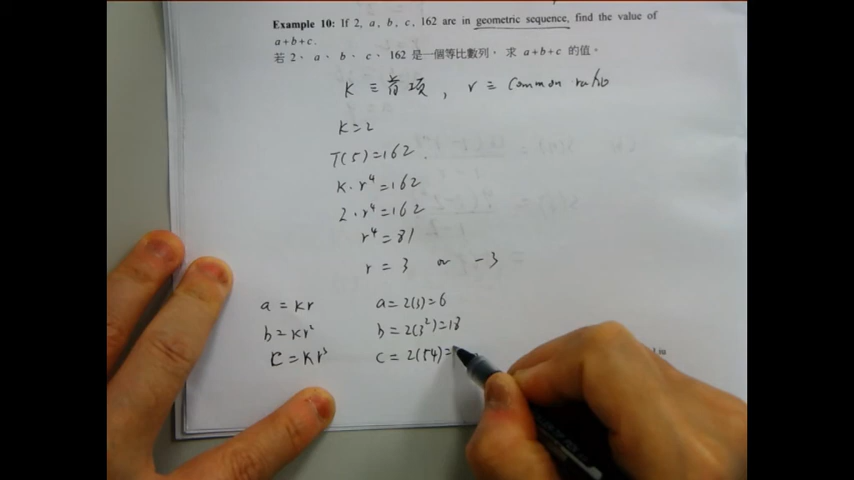 Example 10: If 2, a, b, c, 162 are in geometric sequence, find the value of
a+b+c.
若 2、 a、 b、 c、 162 是一個等比數列，求 a+b+c 的值。
K ≡ 首項 , r ≡ Common ratio
K=2
T(5)=162.
K·r⁴=162
2·r⁴=162
r⁴=81
r = 3 or -3
a = Kr a = 2(3)=6
b=Kr² b = 2(3²)=18
C=Kr³ c = 2(54)=